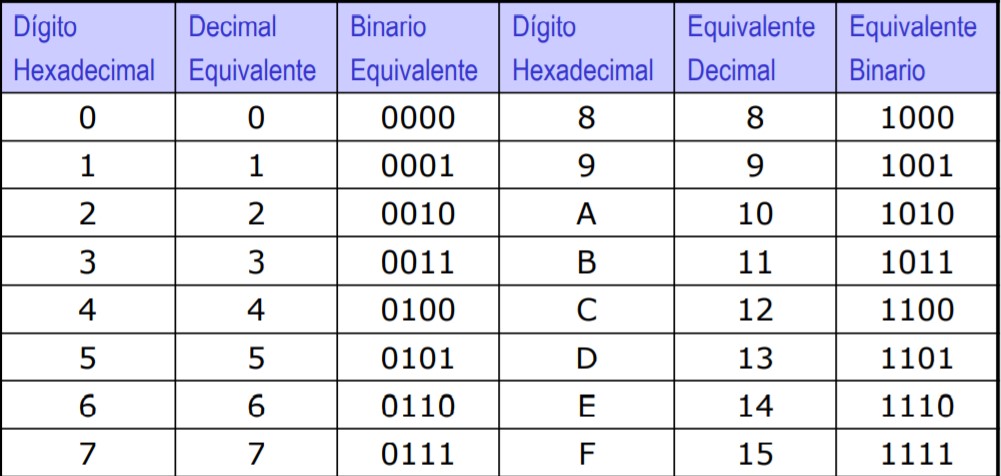 Dígito Hexadecimal Decimal Equivalente Binario Equivalente Dígito Hexadecimal Equivalente Decimal Equivalente Binario
0 0 0000 8 8 1000
1 1 0001 9 9 1001
2 2 0010 A 10 1010
3 3 0011 B 11 1011
4 4 0100 C 12 1100
5 5 0101 D 13 1101
6 6 0110 E 14 1110
7 7 0111 F 15 1111